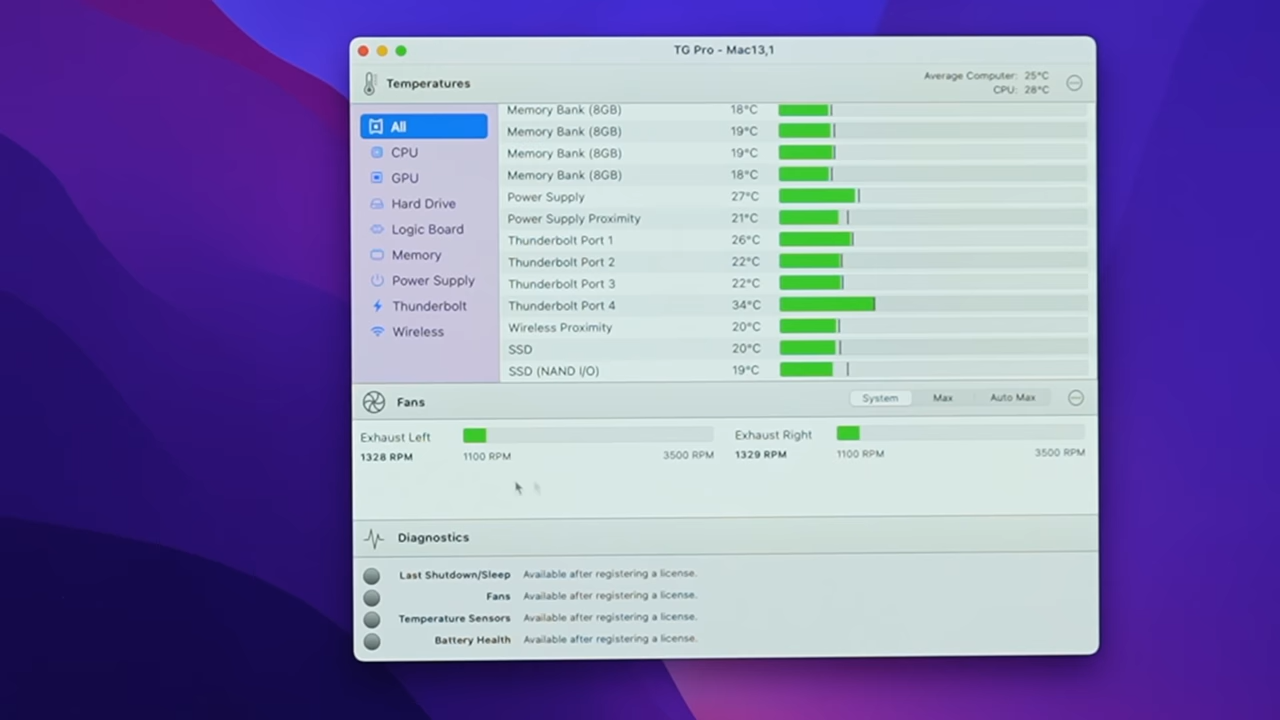 TG Pro - Mac13,1
Temperatures
Average Computer: 25°C
CPU: 28°C
All
CPU
GPU
Hard Drive
Logic Board
Memory
Power Supply
Thunderbolt
Wireless
Memory Bank (8GB) 18°C
Memory Bank (8GB) 19°C
Memory Bank (8GB) 19°C
Memory Bank (8GB) 18°C
Power Supply 27°C
Power Supply Proximity 21°C
Thunderbolt Port 1 26°C
Thunderbolt Port 2 22°C
Thunderbolt Port 3 22°C
Thunderbolt Port 4 34°C
Wireless Proximity 20°C
SSD 20°C
SSD (NAND I/O) 19°C
Fans System Max Auto Max
Exhaust Left Exhaust Right
1328 RPM 1100 RPM 3500 RPM 1329 RPM 1100 RPM 3500 RPM
Diagnostics
Last Shutdown/Sleep Available after registering a license.
Fans Available after registering a license.
Temperature Sensors Available after registering a license.
Battery Health Available after registering a license.